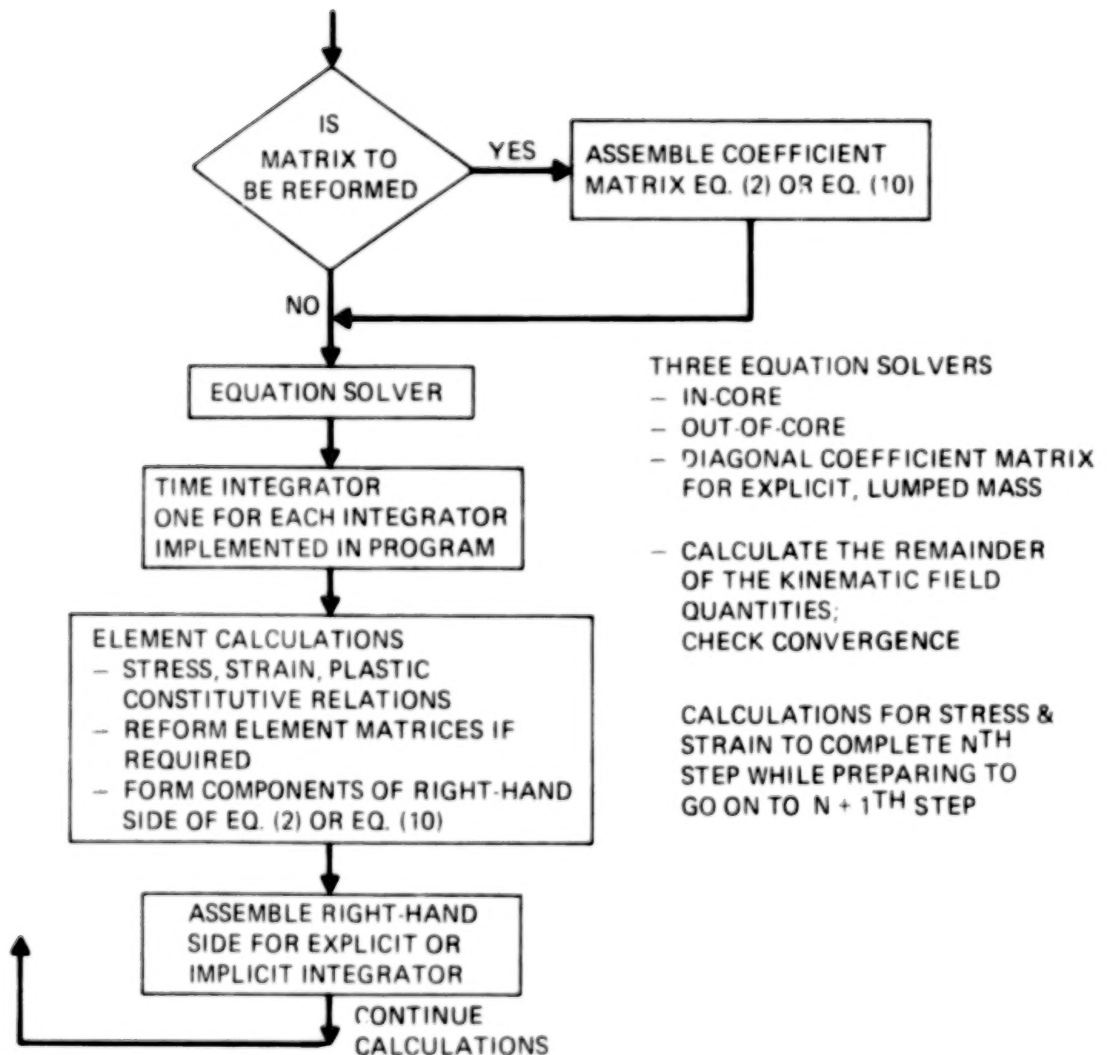 IS
MATRIX TO
BE REFORMED
YES
ASSEMBLE COEFFICIENT
MATRIX EQ. (2) OR EQ. (10)
NO
EQUATION SOLVER
THREE EQUATION SOLVERS
– IN-CORE
– OUT-OF-CORE
– DIAGONAL COEFFICIENT MATRIX
FOR EXPLICIT, LUMPED MASS
TIME INTEGRATOR
ONE FOR EACH INTEGRATOR
IMPLEMENTED IN PROGRAM
– CALCULATE THE REMAINDER
OF THE KINEMATIC FIELD
QUANTITIES;
CHECK CONVERGENCE
ELEMENT CALCULATIONS
– STRESS, STRAIN, PLASTIC
CONSTITUTIVE RELATIONS
– REFORM ELEMENT MATRICES IF
REQUIRED
– FORM COMPONENTS OF RIGHT-HAND
SIDE OF EQ. (2) OR EQ. (10)
CALCULATIONS FOR STRESS &
STRAIN TO COMPLETE NTH
STEP WHILE PREPARING TO
GO ON TO N + 1TH STEP
ASSEMBLE RIGHT-HAND
SIDE FOR EXPLICIT OR
IMPLICIT INTEGRATOR
CONTINUE
CALCULATIONS